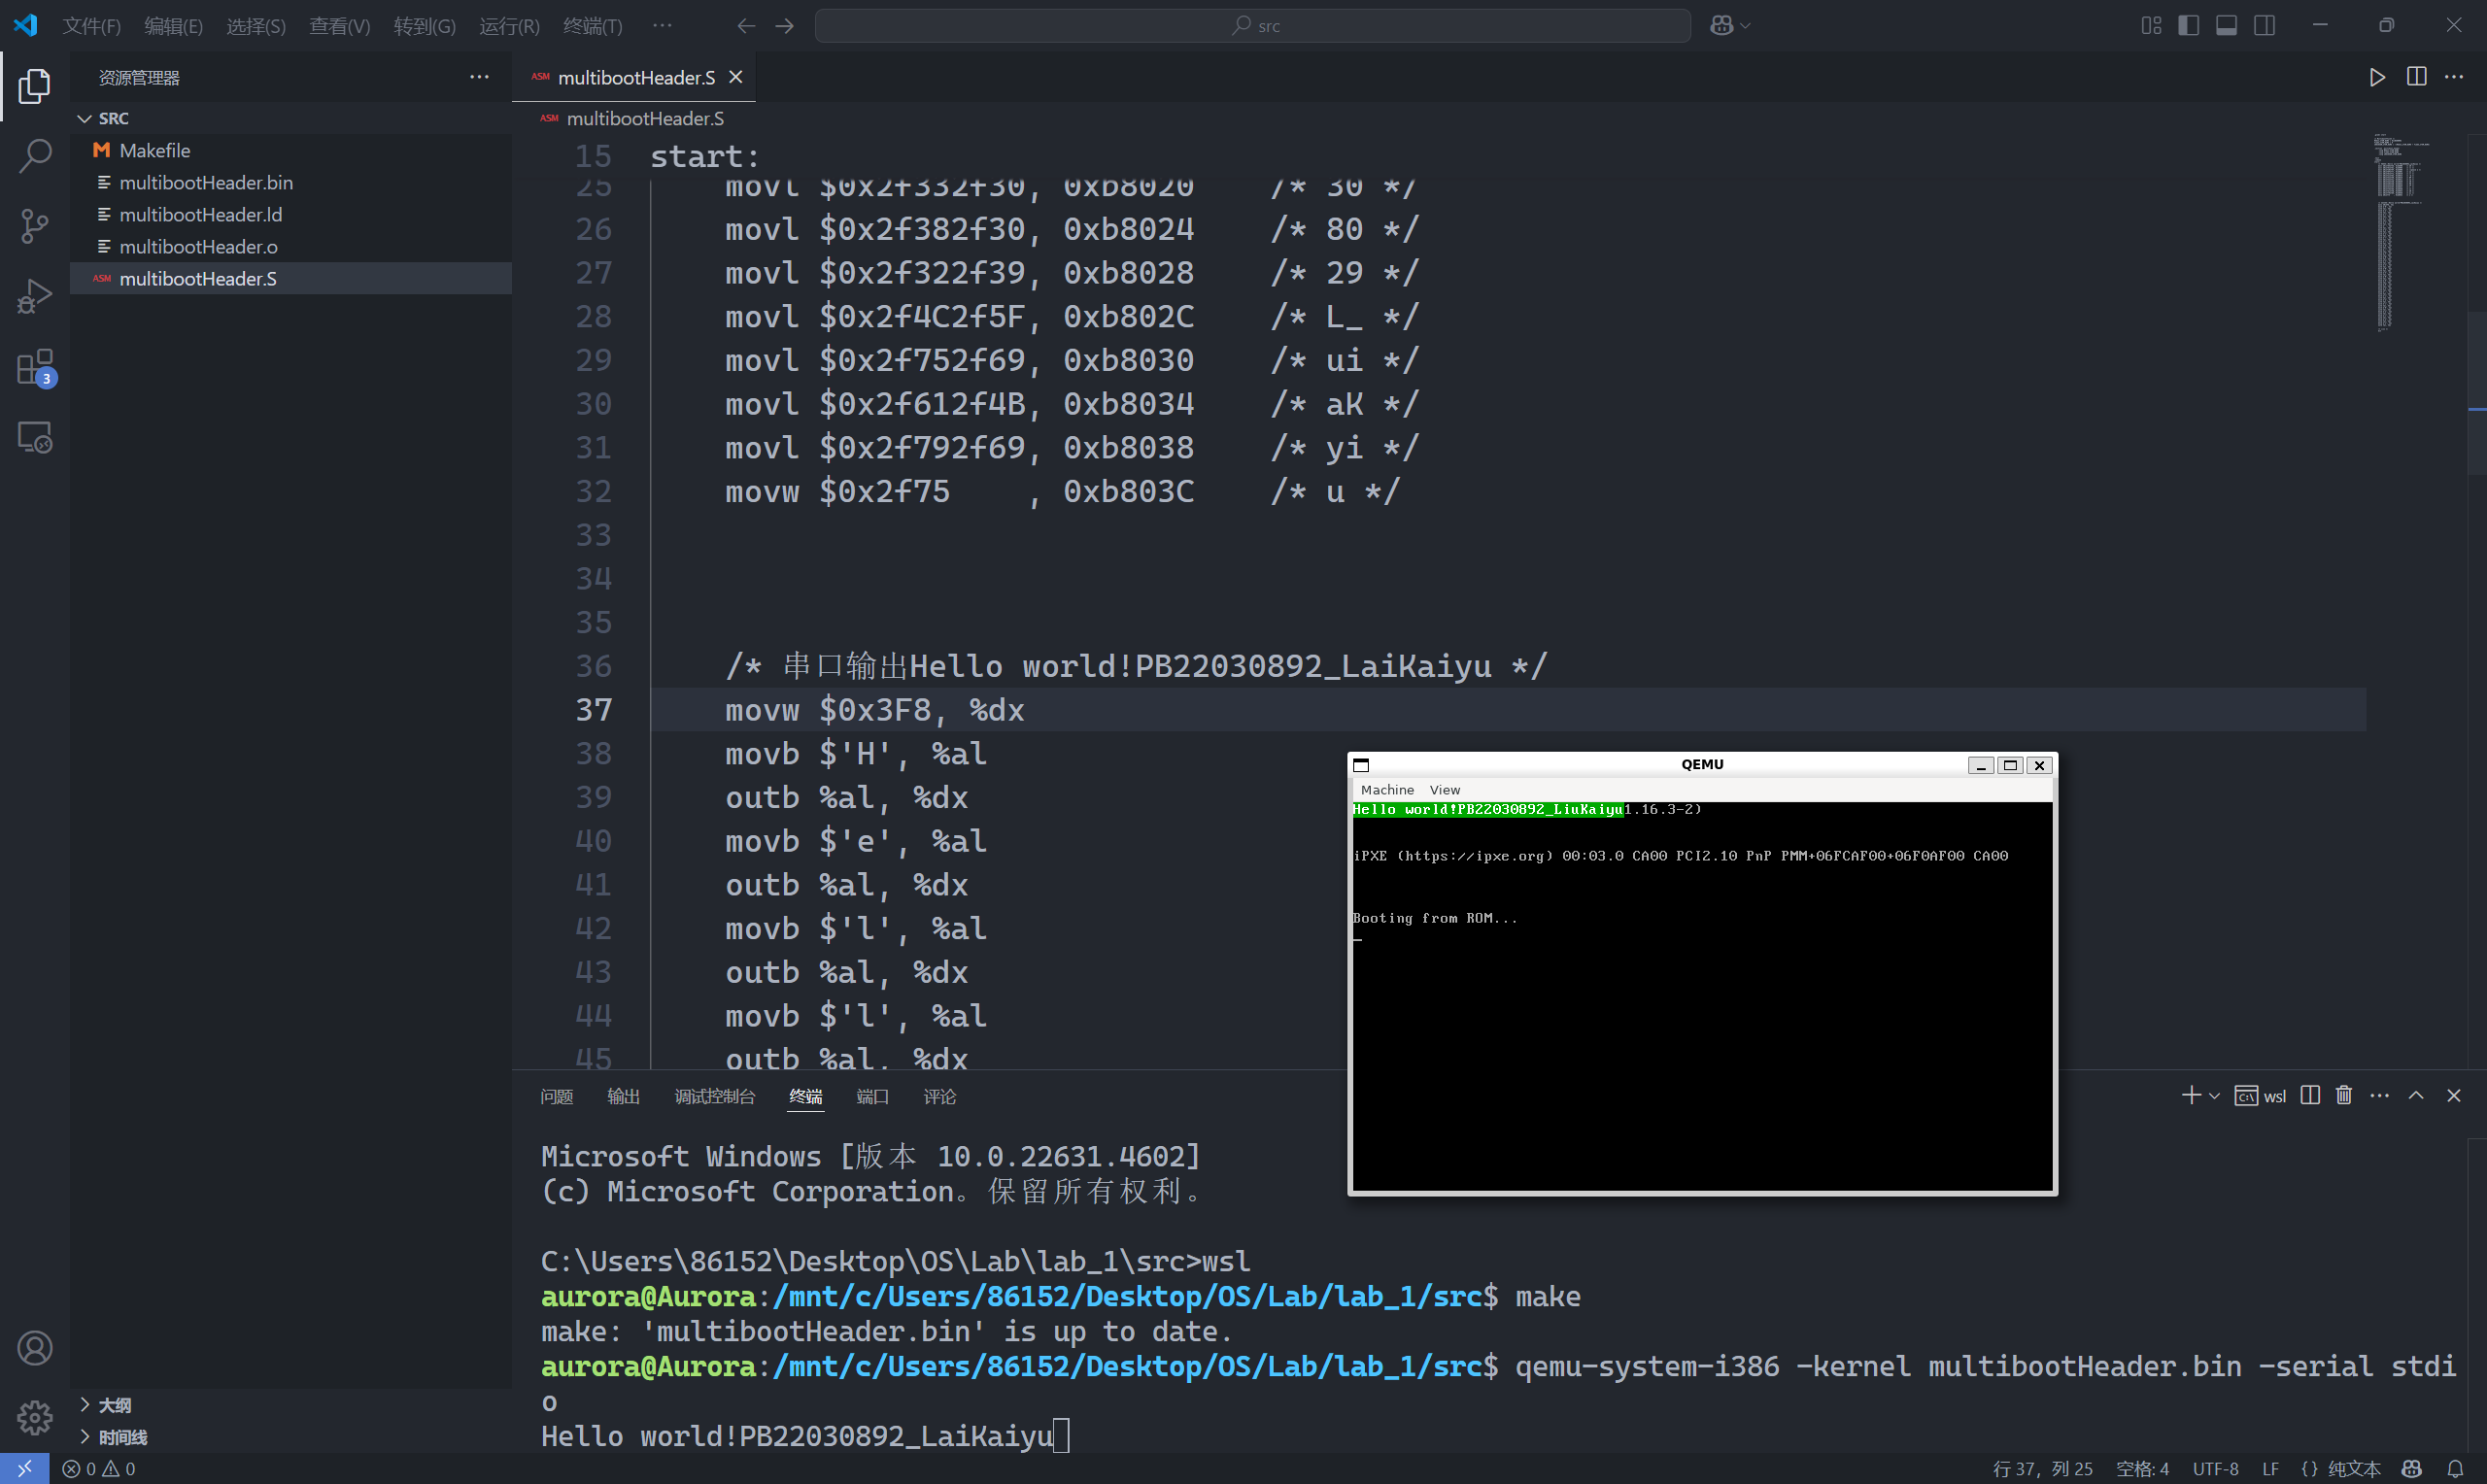 文件(F) 编辑(E) 选择(S) 查看(V) 转到(G) 运行(R) 终端(T) ··· src
资源管理器
SRC
Makefile
multibootHeader.bin
multibootHeader.ld
multibootHeader.o
ASM multibootHeader.S
大纲
时间线
3
ASM multibootHeader.S
ASM multibootHeader.S
15 start:
25 movl $0x2f332f30, 0xb8020 /* 30 */
26 movl $0x2f382f30, 0xb8024 /* 80 */
27 movl $0x2f322f39, 0xb8028 /* 29 */
28 movl $0x2f4C2f5F, 0xb802C /* L_ */
29 movl $0x2f752f69, 0xb8030 /* ui */
30 movl $0x2f612f4B, 0xb8034 /* aK */
31 movl $0x2f792f69, 0xb8038 /* yi */
32 movw $0x2f75 , 0xb803C /* u */
33
34
35
36 /* 串口输出Hello world!PB22030892_LaiKaiyu */
37 movw $0x3F8, %dx
38 movb $'H', %al
39 outb %al, %dx
40 movb $'e', %al
41 outb %al, %dx
42 movb $'l', %al
43 outb %al, %dx
44 movb $'l', %al
45 outb %al, %dx
QEMU
Machine View
Hello world!PB22030892_LiuKaiyu1.16.3-2)
iPXE (https://ipxe.org) 00:03.0 CA00 PCI2.10 PnP PMM+06FCAF00+06F0AF00 CA00
Booting from ROM...
问题 输出 调试控制台 终端 端口 评论 wsl
Microsoft Windows [版本 10.0.22631.4602]
(c) Microsoft Corporation。保留所有权利。
C:\Users\86152\Desktop\OS\Lab\lab_1\src>wsl
aurora@Aurora:/mnt/c/Users/86152/Desktop/OS/Lab/lab_1/src$ make
make: 'multibootHeader.bin' is up to date.
aurora@Aurora:/mnt/c/Users/86152/Desktop/OS/Lab/lab_1/src$ qemu-system-i386 -kernel multibootHeader.bin -serial stdi
o
Hello world!PB22030892_LaiKaiyu
0 0 行 37，列 25 空格: 4 UTF-8 LF {} 纯文本